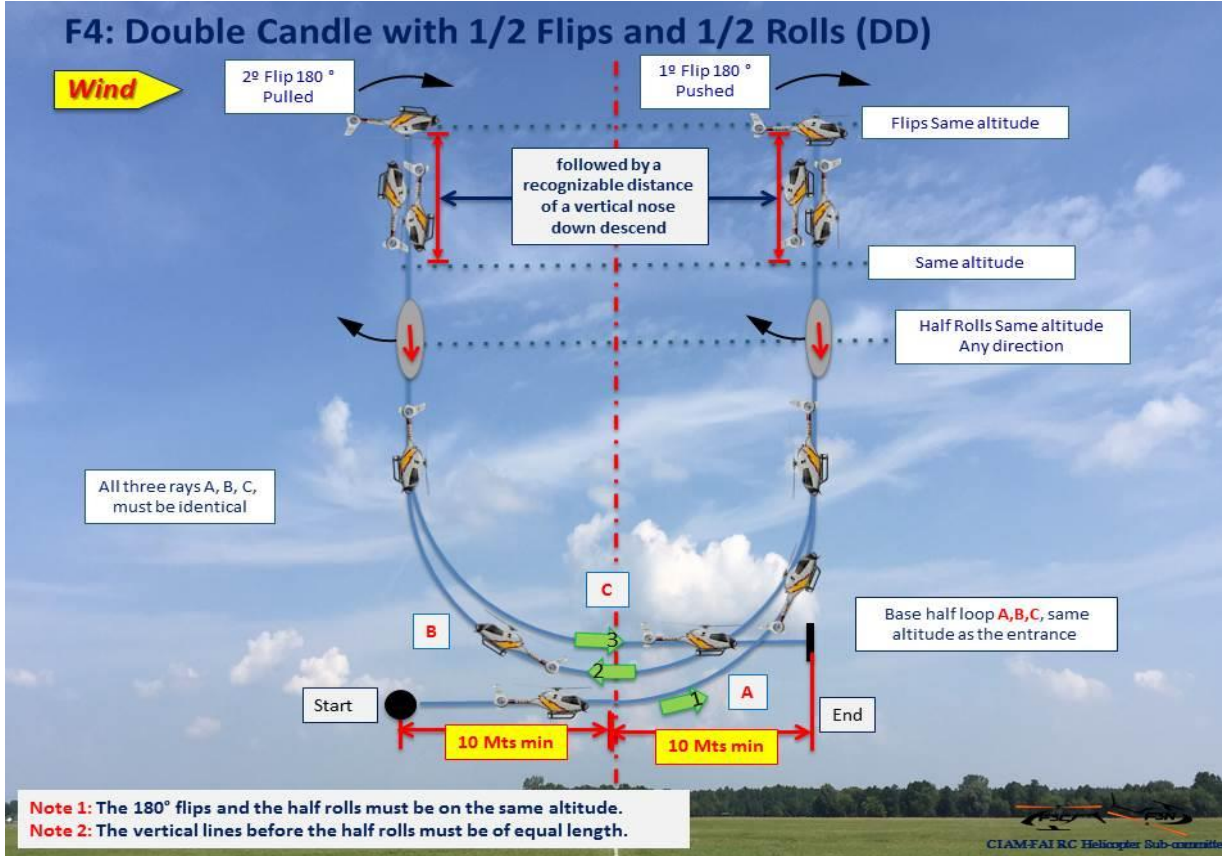 F4: Double Candle with 1/2 Flips and 1/2 Rolls (DD)
Wind
2º Flip 180 °
Pulled
1º Flip 180 °
Pushed
Flips Same altitude
followed by a
recognizable distance
of a vertical nose
down descend
Same altitude
Half Rolls Same altitude
Any direction
All three rays A, B, C,
must be identical
C
B
3
2
1
A
Base half loop A,B,C, same
altitude as the entrance
Start
End
10 Mts min
10 Mts min
Note 1: The 180° flips and the half rolls must be on the same altitude.
Note 2: The vertical lines before the half rolls must be of equal length.
F3C
F3N
CIAM-FAI RC Helicopter Sub-committe